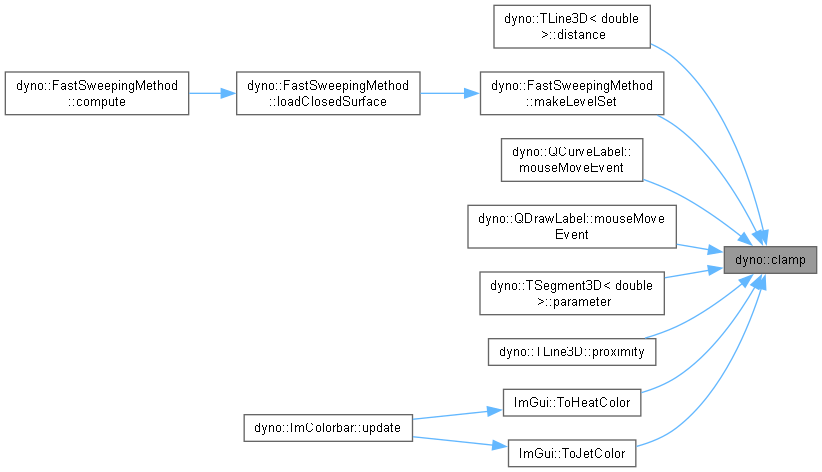 dyno::TLine3D< double
>::distance
dyno::FastSweepingMethod
::compute
dyno::FastSweepingMethod
::loadClosedSurface
dyno::FastSweepingMethod
::makeLevelSet
dyno::QCurveLabel::
mouseMoveEvent
dyno::QDrawLabel::mouseMove
Event
dyno::clamp
dyno::TSegment3D< double
>::parameter
dyno::TLine3D::proximity
ImGui::ToHeatColor
dyno::ImColorbar::update
ImGui::ToJetColor